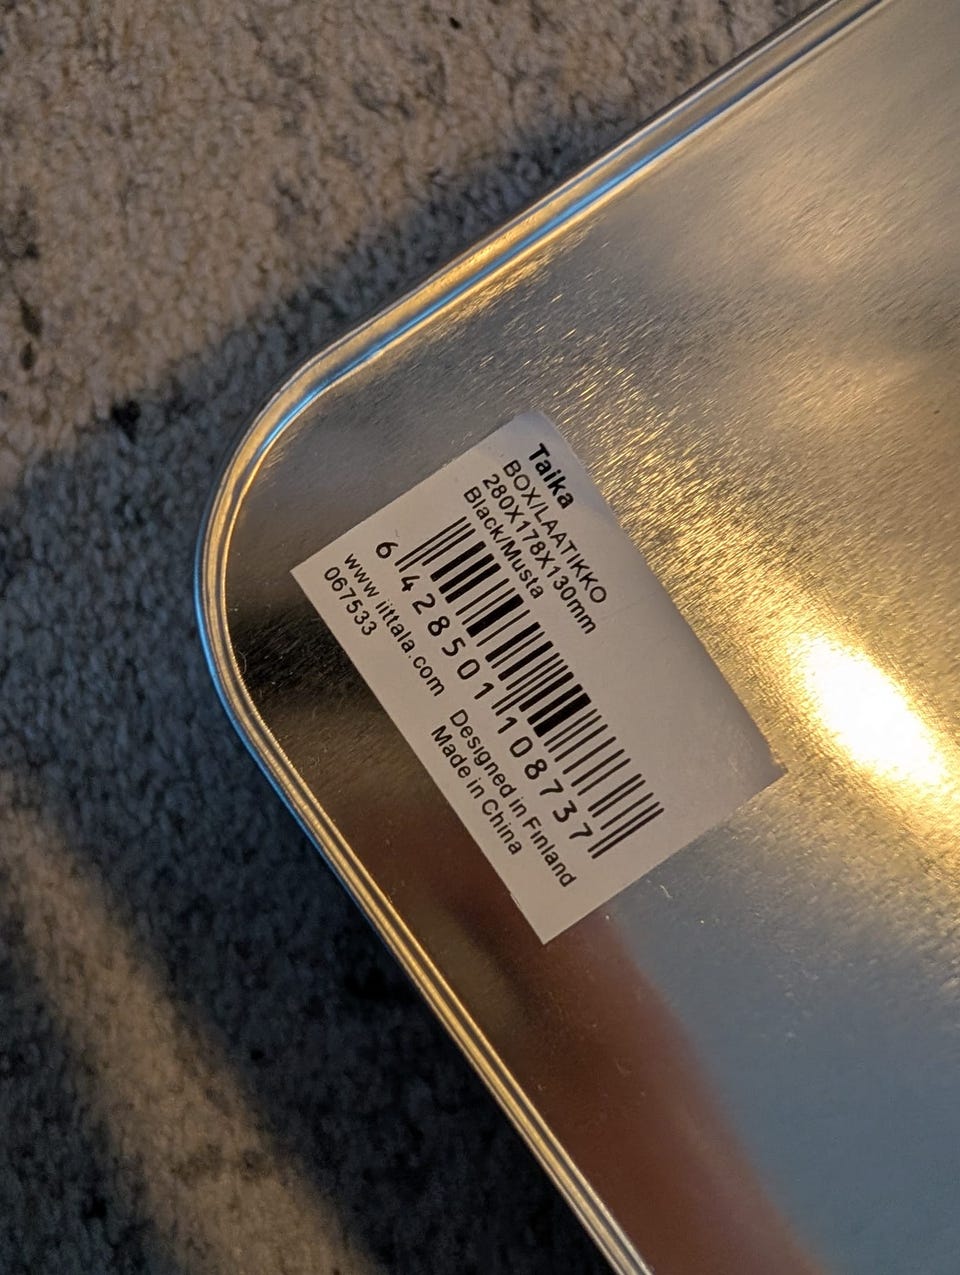 Taika
BOX/LAATIKKO
280X178X130mm
Black/Musta
6 428501 108737
www iittala.com Designed in Finland
067533 Made in China